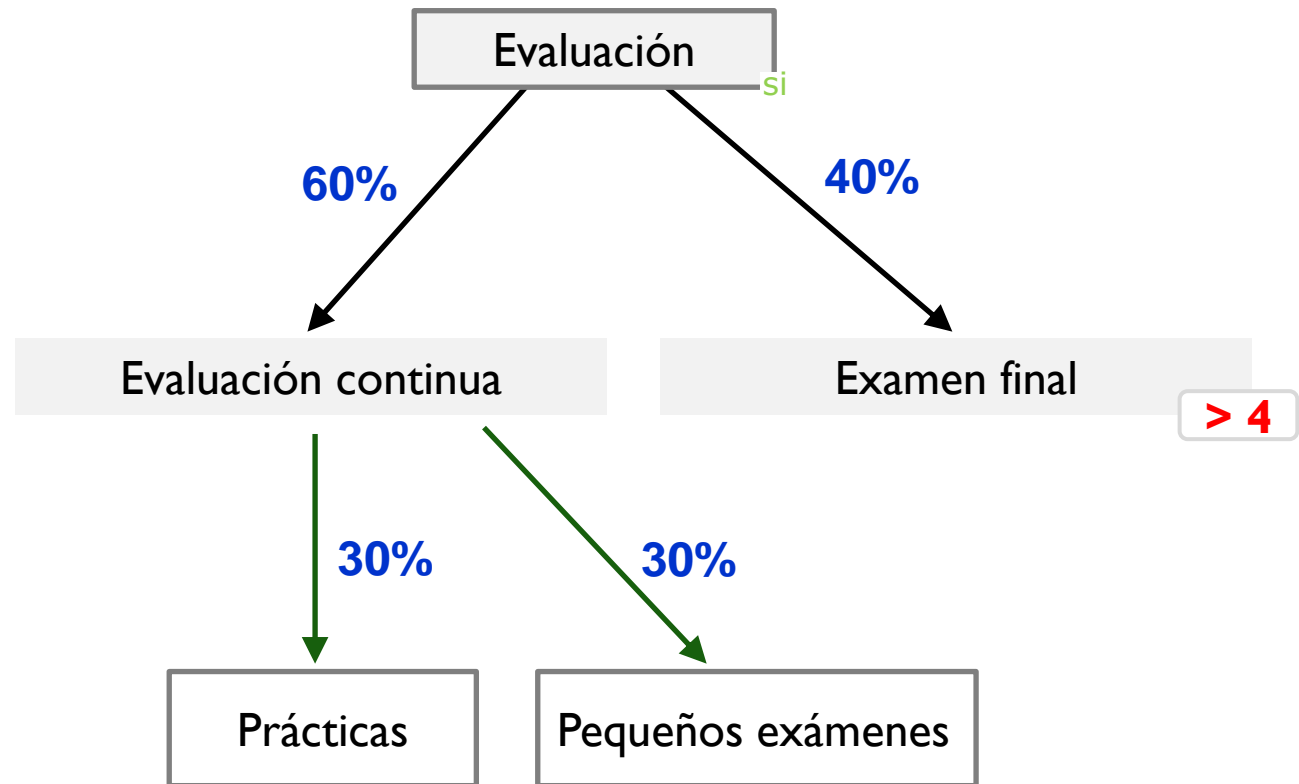 Evaluación
si
60%
40%
Evaluación continua
Examen final
> 4
30%
30%
Prácticas
Pequeños exámenes